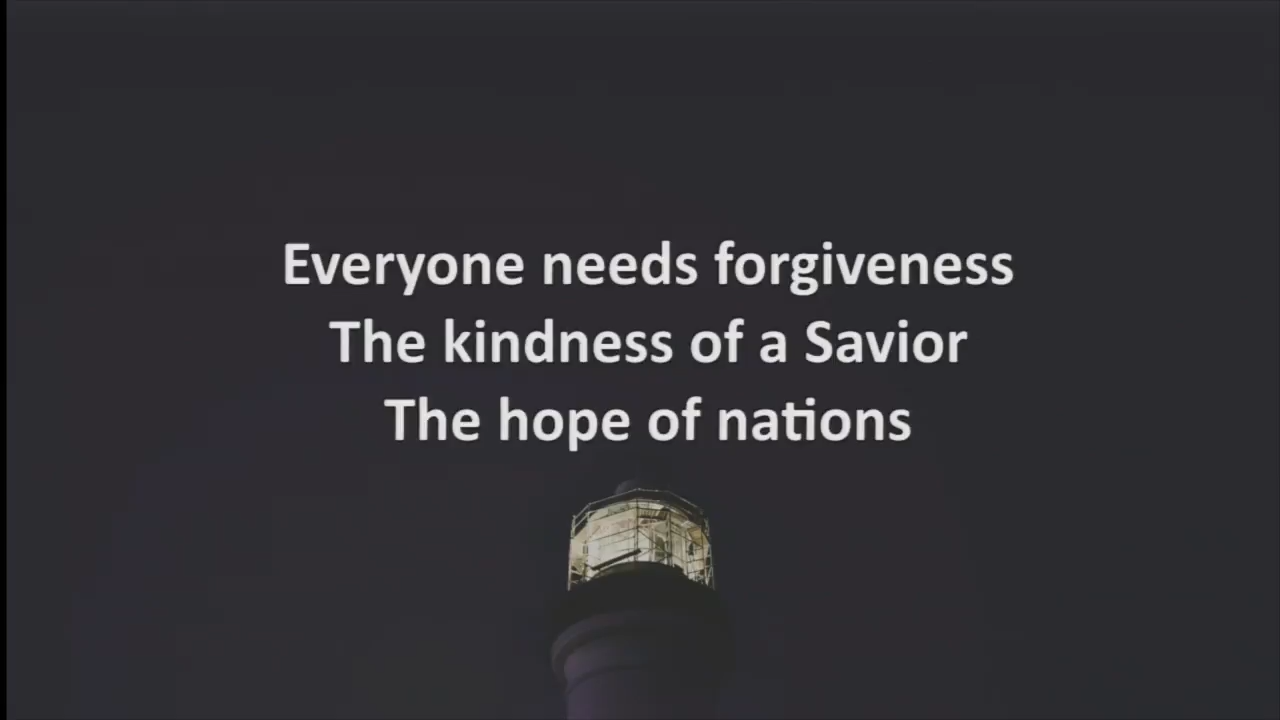 Everyone needs forgiveness
The kindness of a Savior
The hope of nations